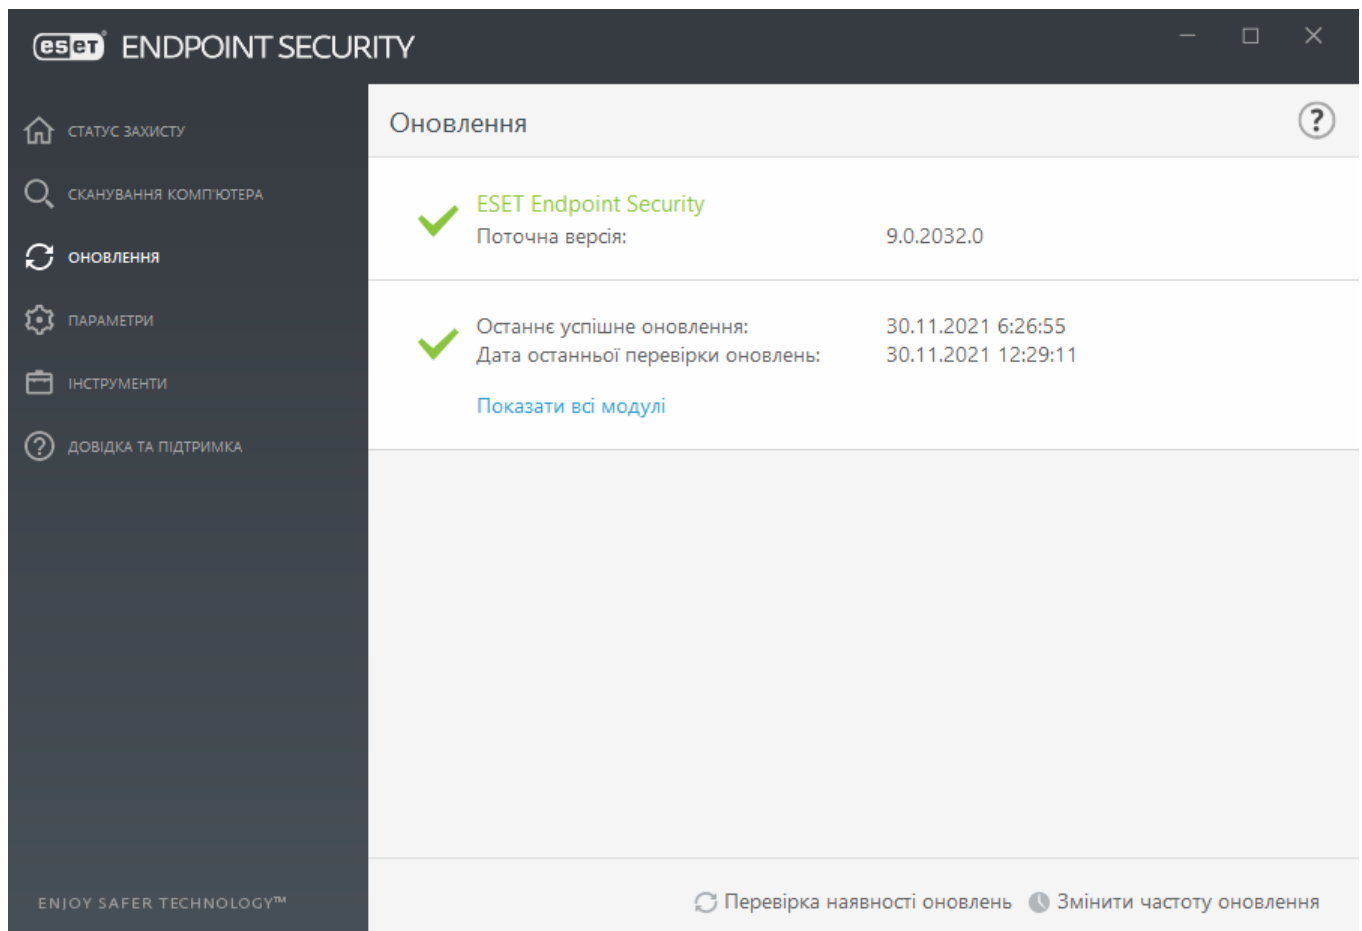 eset ENDPOINT SECURITY
СТАТУС ЗАХИСТУ
СКАНУВАННЯ КОМП'ЮТЕРА
ОНОВЛЕННЯ
ПАРАМЕТРИ
ІНСТРУМЕНТИ
ДОВІДКА ТА ПІДТРИМКА
ENJOY SAFER TECHNOLOGY™
Оновлення
ESET Endpoint Security
Поточна версія: 9.0.2032.0
Останнє успішне оновлення: 30.11.2021 6:26:55
Дата останньої перевірки оновлень: 30.11.2021 12:29:11
Показати всі модулі
Перевірка наявності оновлень Змінити частоту оновлення